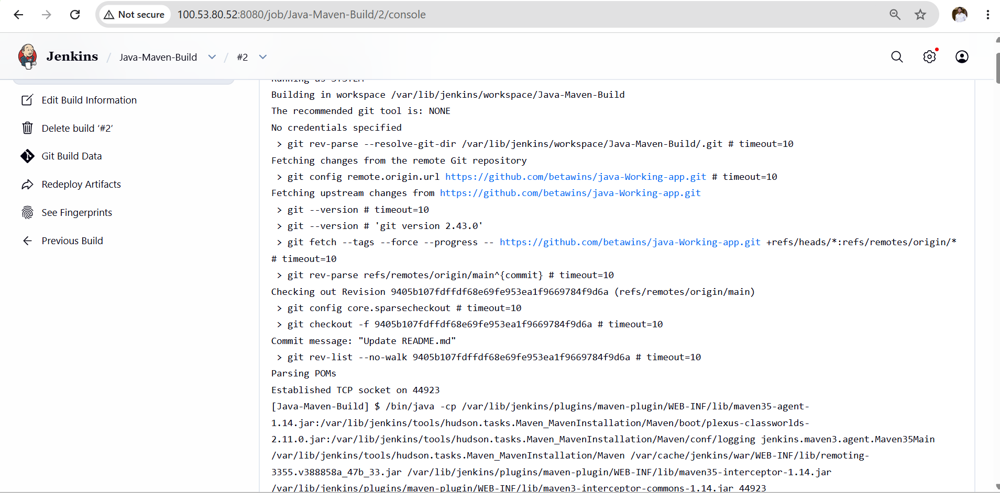 Not secure 100.53.80.52:8080/job/Java-Maven-Build/2/console
Jenkins / Java-Maven-Build / #2
Edit Build Information
Delete build ‘#2’
Git Build Data
Redeploy Artifacts
See Fingerprints
Previous Build
Running as SYSTEM
Building in workspace /var/lib/jenkins/workspace/Java-Maven-Build
The recommended git tool is: NONE
No credentials specified
> git rev-parse --resolve-git-dir /var/lib/jenkins/workspace/Java-Maven-Build/.git # timeout=10
Fetching changes from the remote Git repository
> git config remote.origin.url https://github.com/betawins/java-Working-app.git # timeout=10
Fetching upstream changes from https://github.com/betawins/java-Working-app.git
> git --version # timeout=10
> git --version # 'git version 2.43.0'
> git fetch --tags --force --progress -- https://github.com/betawins/java-Working-app.git +refs/heads/*:refs/remotes/origin/*
# timeout=10
> git rev-parse refs/remotes/origin/main^{commit} # timeout=10
Checking out Revision 9405b107fdffdf68e69fe953ea1f9669784f9d6a (refs/remotes/origin/main)
> git config core.sparsecheckout # timeout=10
> git checkout -f 9405b107fdffdf68e69fe953ea1f9669784f9d6a # timeout=10
Commit message: "Update README.md"
> git rev-list --no-walk 9405b107fdffdf68e69fe953ea1f9669784f9d6a # timeout=10
Parsing POMs
Established TCP socket on 44923
[Java-Maven-Build] $ /bin/java -cp /var/lib/jenkins/plugins/maven-plugin/WEB-INF/lib/maven35-agent-
1.14.jar:/var/lib/jenkins/tools/hudson.tasks.Maven_MavenInstallation/Maven/boot/plexus-classworlds-
2.11.0.jar:/var/lib/jenkins/tools/hudson.tasks.Maven_MavenInstallation/Maven/conf/logging jenkins.maven3.agent.Maven35Main
/var/lib/jenkins/tools/hudson.tasks.Maven_MavenInstallation/Maven /var/cache/jenkins/war/WEB-INF/lib/remoting-
3355.v388858a_47b_33.jar /var/lib/jenkins/plugins/maven-plugin/WEB-INF/lib/maven35-interceptor-1.14.jar
/var/lib/jenkins/plugins/maven-plugin/WEB-INF/lib/maven3-interceptor-commons-1.14.jar 44923